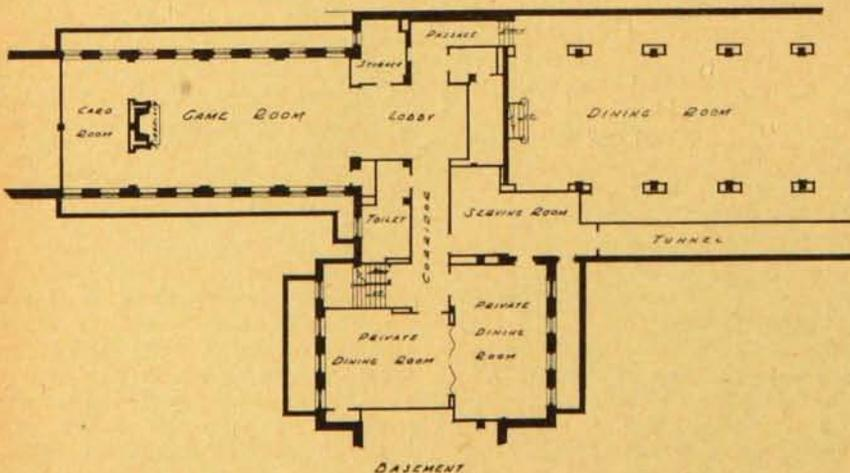 PASSAGE
STORAGE
CARD
ROOM
GAME ROOM
LOBBY
DINING ROOM
TOILET
CORRIDOR
SERVING ROOM
TUNNEL
PRIVATE
DINING ROOM
PRIVATE
DINING
ROOM
BASEMENT